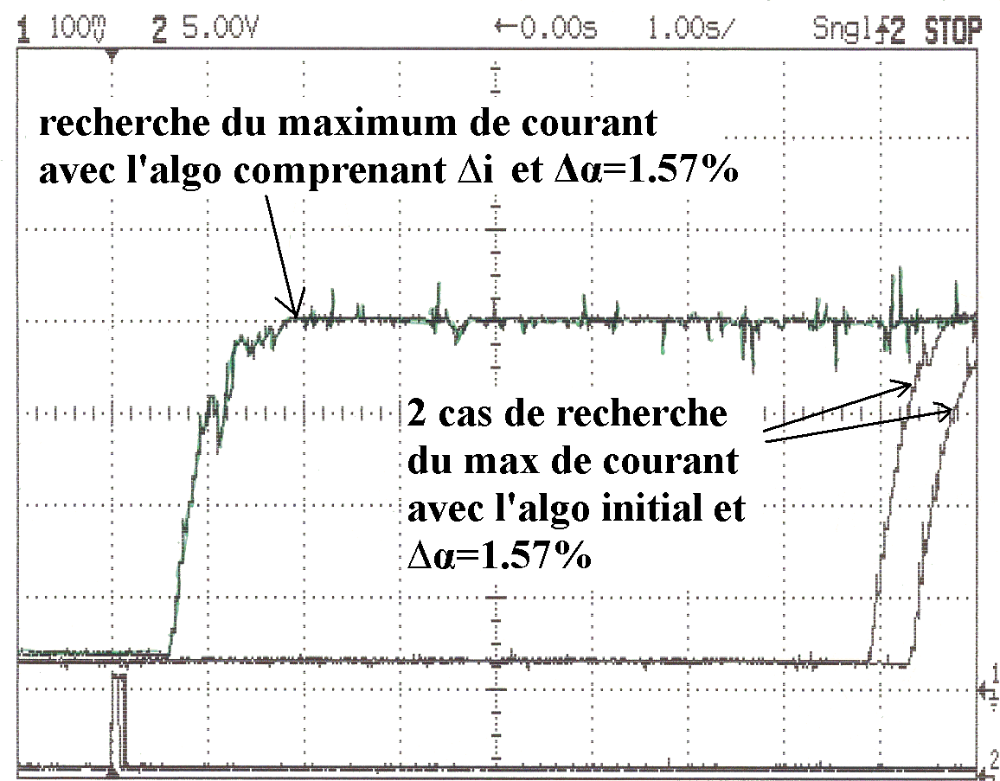 1 100mV 2 5.00V ←0.00s 1.00s/ Sngl⨍2 STOP
recherche du maximum de courant
avec l'algo comprenant Δi et Δα=1.57%
2 cas de recherche
du max de courant
avec l'algo initial et
Δα=1.57%
1
2